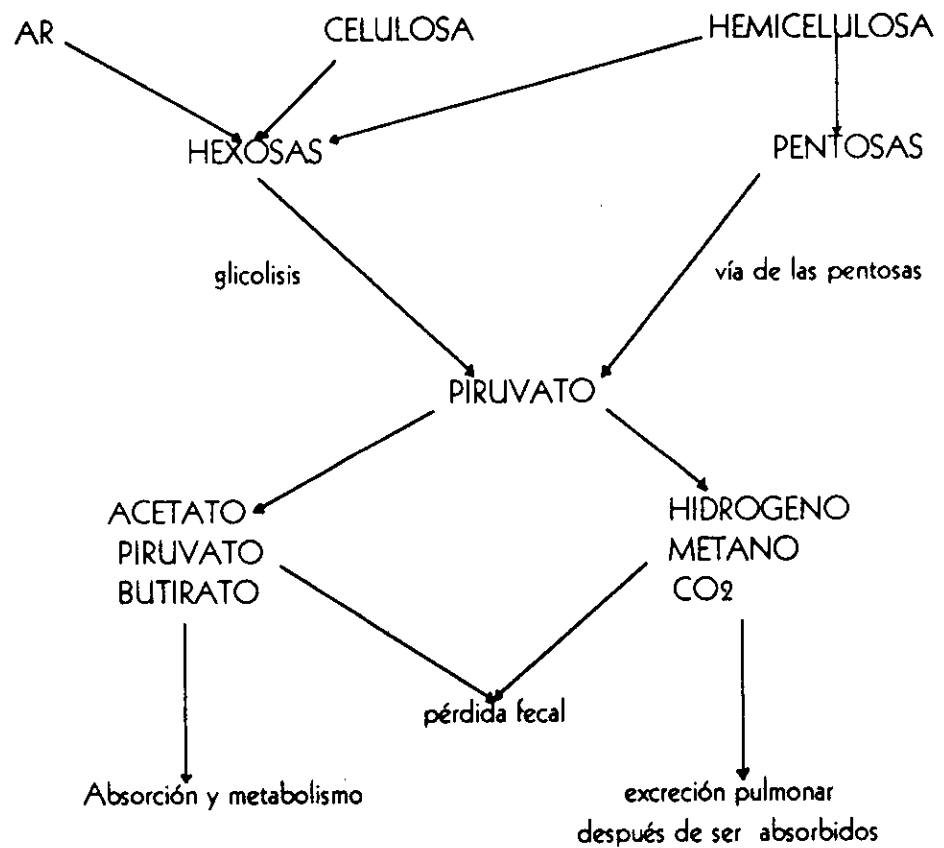 AR
CELULOSA
HEMICELULOSA
HEXOSAS
PENTOSAS
glicolisis
vía de las pentosas
PIRUVATO
ACETATO
PIRUVATO
BUTIRATO
HIDROGENO
METANO
CO2
pérdida fecal
Absorción y metabolismo
excreción pulmonar
después de ser absorbidos